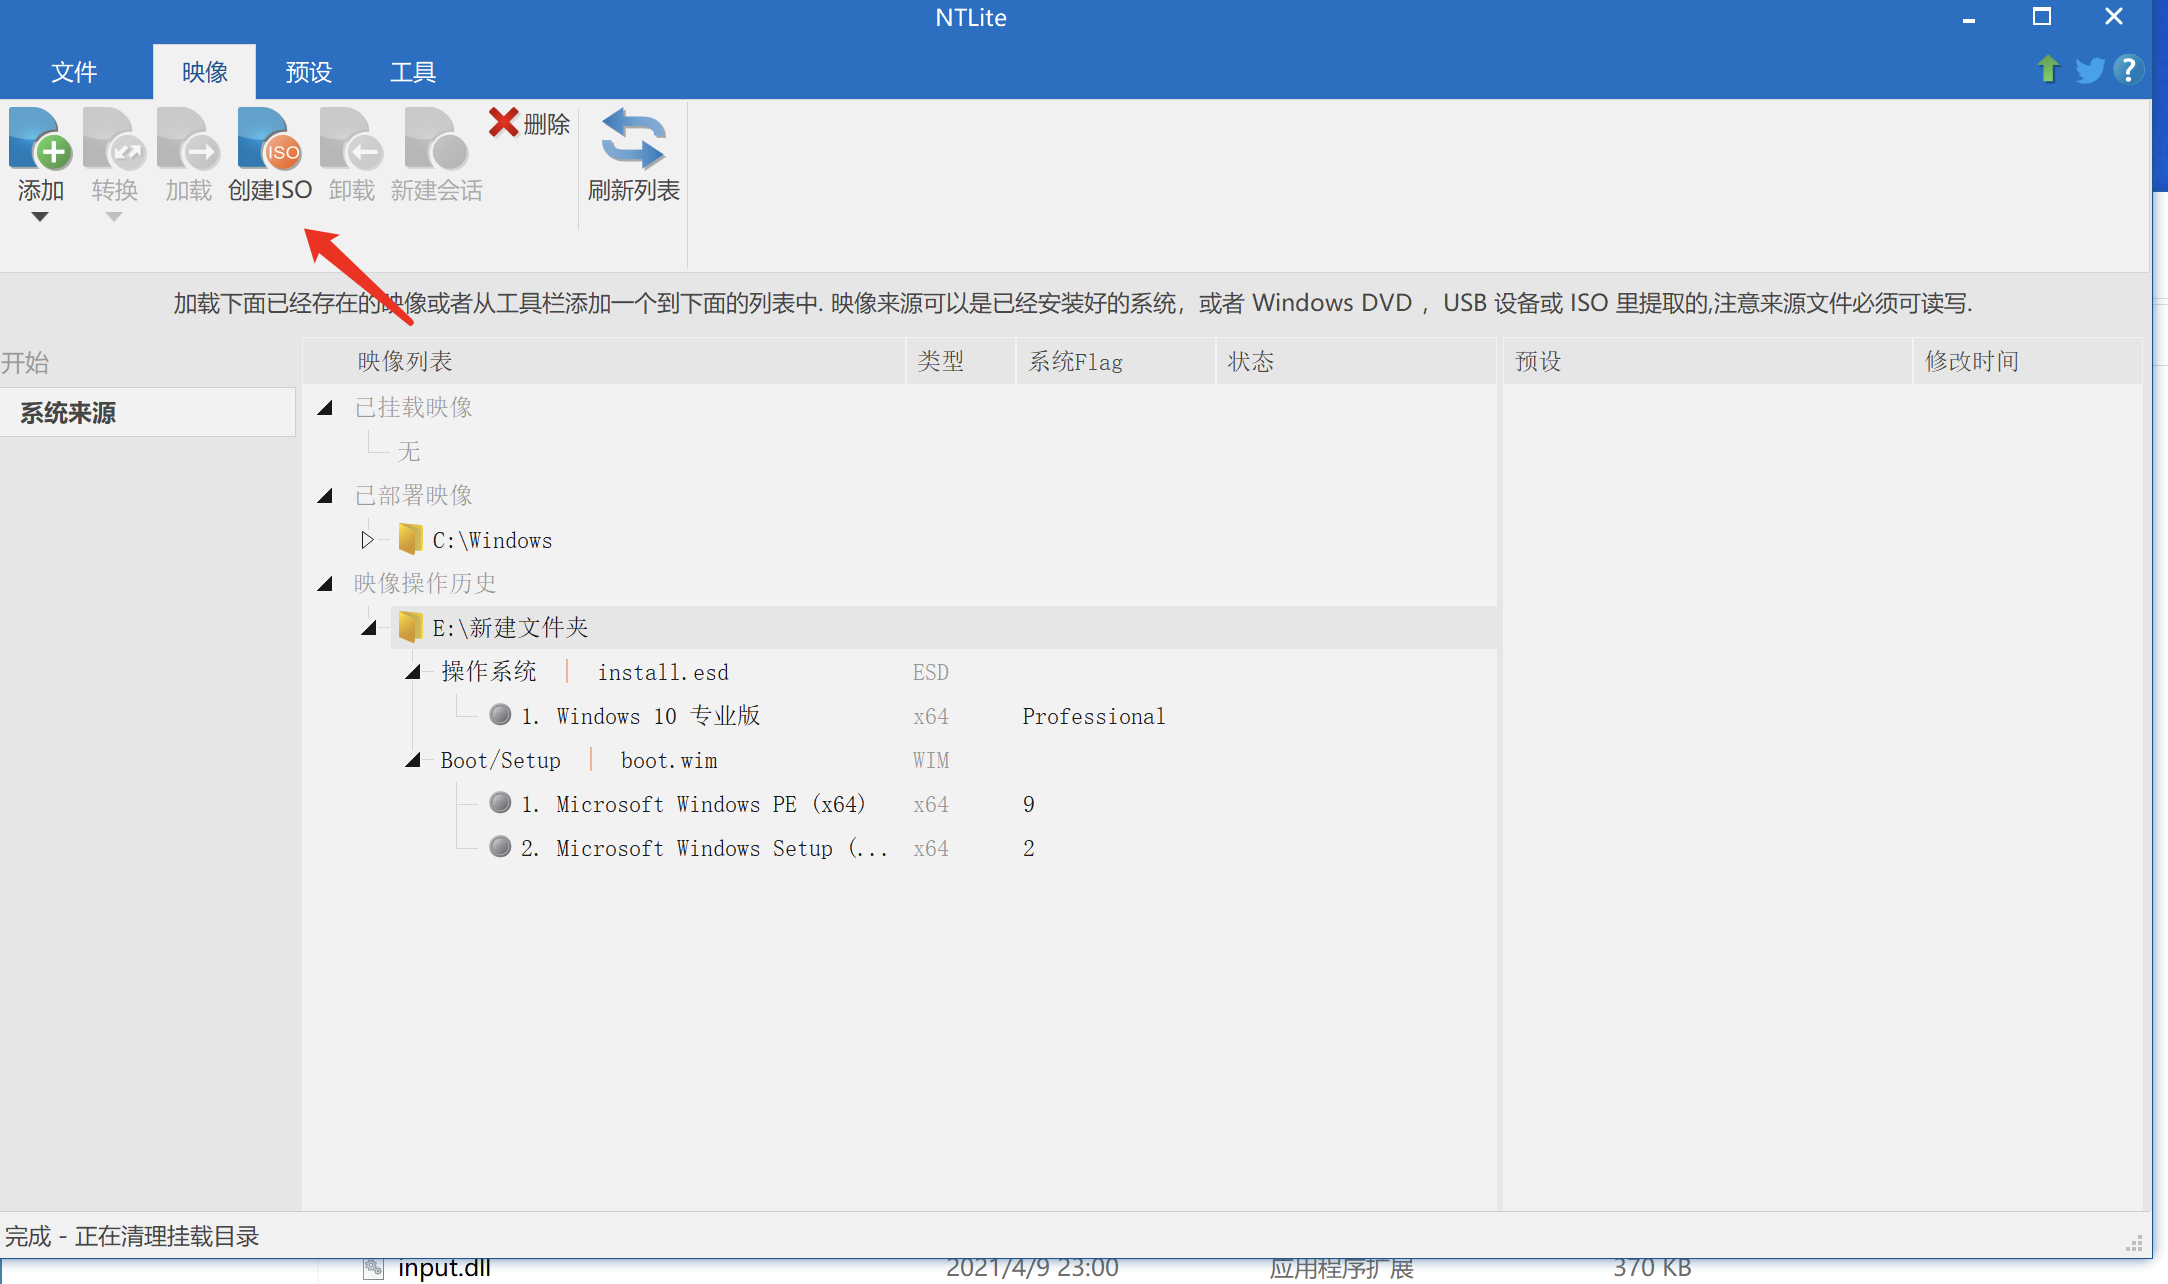 NTLite
文件 映像 预设 工具
添加 转换 加载 创建ISO 卸载 新建会话 删除 刷新列表
ISO
加载下面已经存在的映像或者从工具栏添加一个到下面的列表中. 映像来源可以是已经安装好的系统，或者 Windows DVD ，USB 设备或 ISO 里提取的,注意来源文件必须可读写.
开始
系统来源
映像列表 类型 系统Flag 状态 预设 修改时间
已挂载映像
无
已部署映像
C:\Windows
映像操作历史
E:\新建文件夹
操作系统 | install.esd ESD
1. Windows 10 专业版 x64 Professional
Boot/Setup | boot.wim WIM
1. Microsoft Windows PE (x64) x64 9
2. Microsoft Windows Setup (... x64 2
完成 - 正在清理挂载目录
input.dll 2021/4/9 23:00 应用程序扩展 370 KB